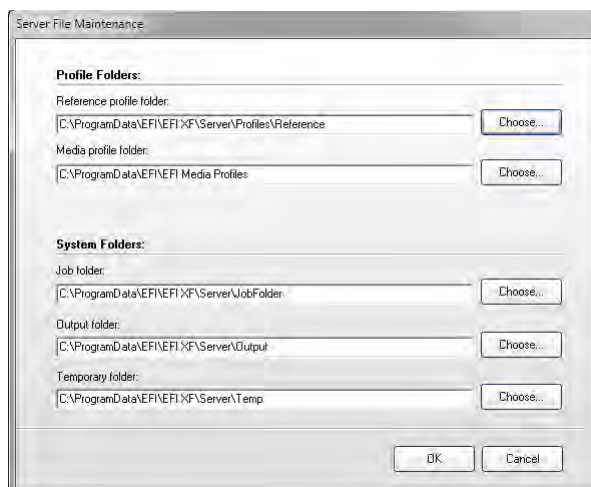 Server File Maintenance
Profile Folders:
Reference profile folder:
C:\ProgramData\EFI\EFI XF\Server\Profiles\Reference
Choose...
Media profile folder:
C:\ProgramData\EFI\EFI Media Profiles
Choose...
System Folders:
Job folder:
C:\ProgramData\EFI\EFI XF\Server\JobFolder
Choose...
Output folder:
C:\ProgramData\EFI\EFI XF\Server\Output
Choose...
Temporary folder:
C:\ProgramData\EFI\EFI XF\Server\Temp
Choose...
OK
Cancel